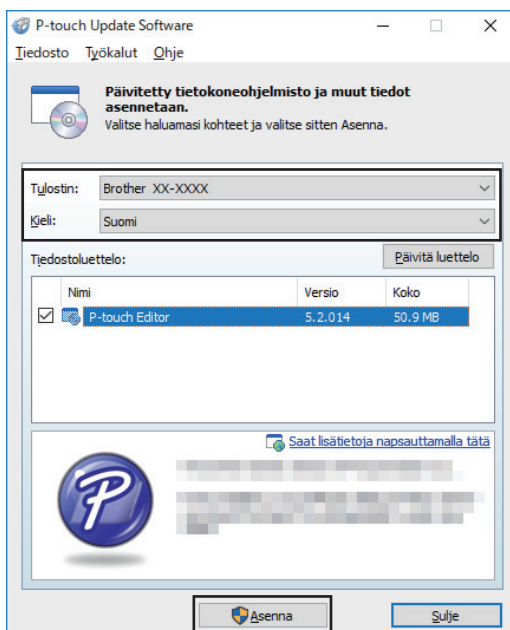 P-touch Update Software
Tiedosto Työkalut Ohje
Päivitetty tietokoneohjelmisto ja muut tiedot
asennetaan.
Valitse haluamasi kohteet ja valitse sitten Asenna.
Tulostin: Brother XX-XXXX
Kieli: Suomi
Tiedostoluettelo: Päivitä luettelo
Nimi Versio Koko
P-touch Editor 5.2.014 50.9 MB
Saat lisätietoja napsauttamalla tätä
P
Asenna Sulje